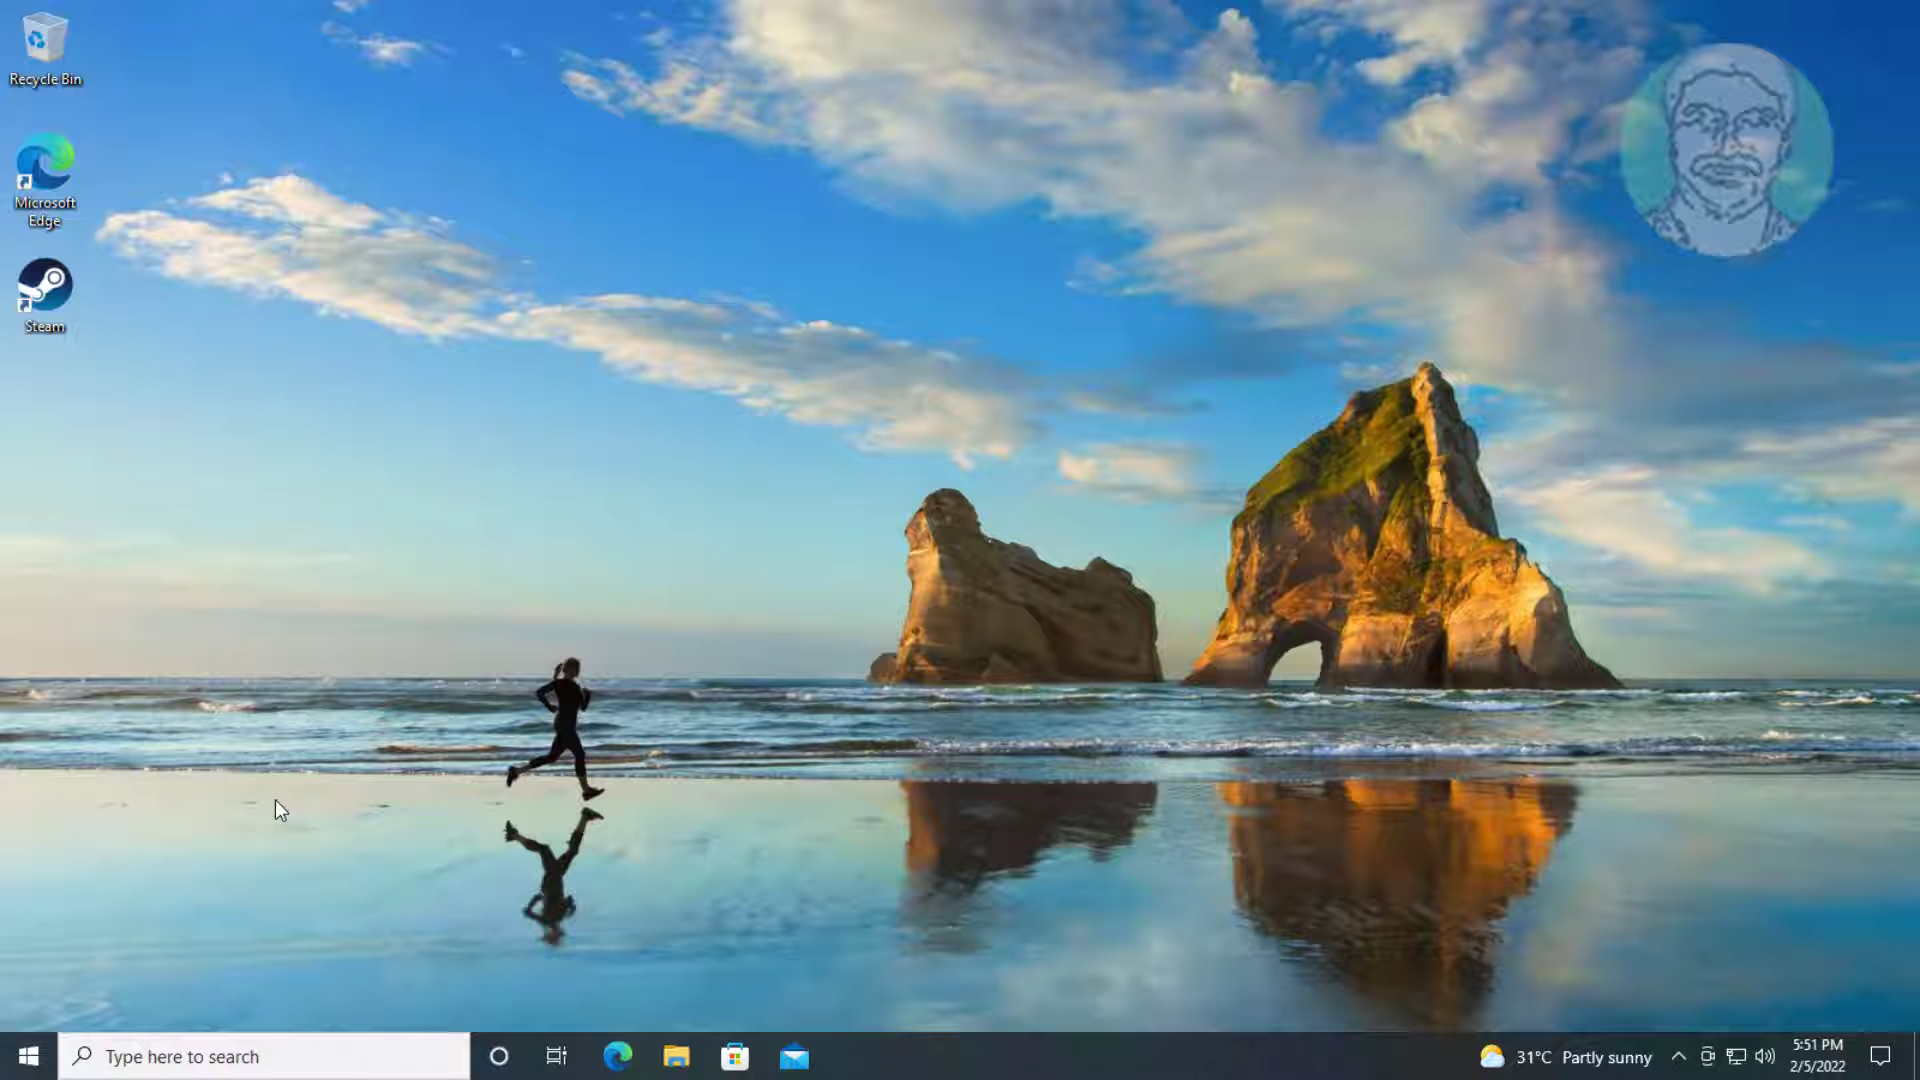 Recycle Bin
Microsoft
Edge
Steam
Type here to search
31°C Partly sunny
5:51 PM
2/5/2022